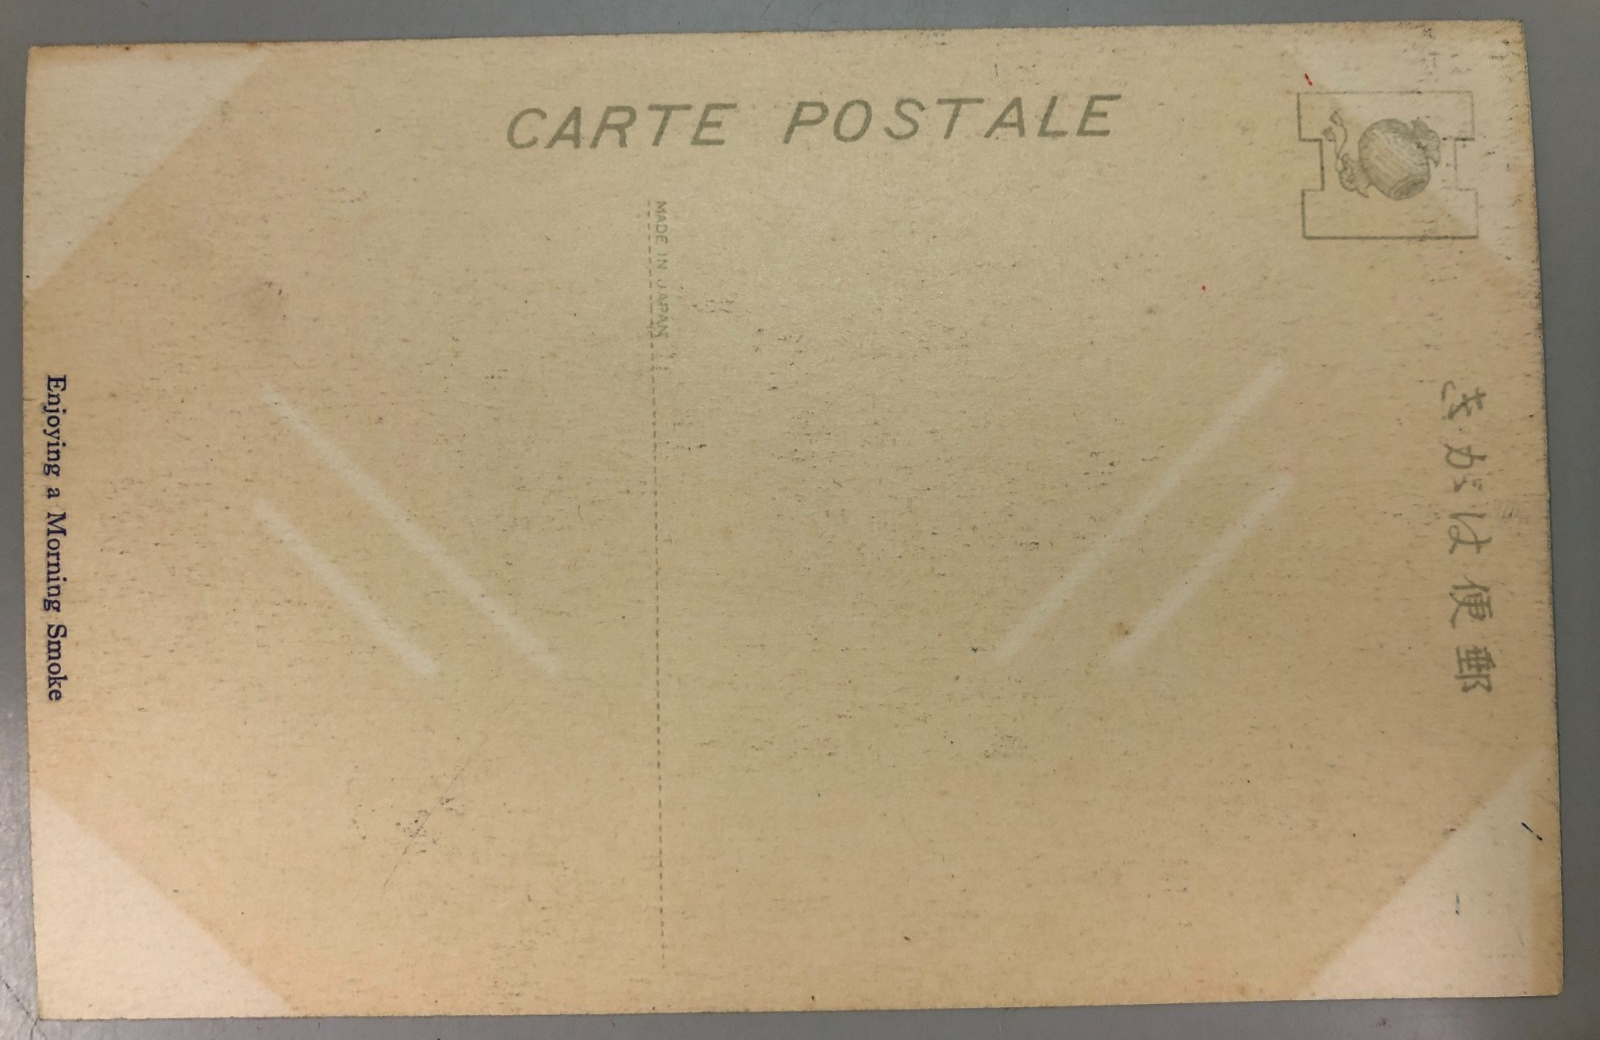 CARTE POSTALE
MADE IN JAPAN
郵便はがき
Enjoying a Morning Smoke